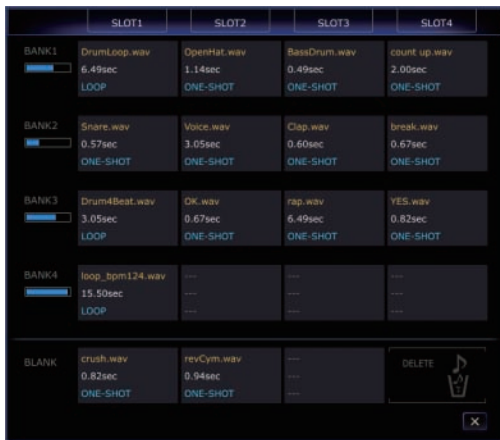 SLOT1 SLOT2 SLOT3 SLOT4
BANK1 DrumLoop.wav OpenHat.wav BassDrum.wav count up.wav
6.49sec 1.14sec 0.49sec 2.00sec
LOOP ONE-SHOT ONE-SHOT ONE-SHOT
BANK2 Snare.wav Voice.wav Clap.wav break.wav
0.57sec 3.05sec 0.60sec 0.67sec
ONE-SHOT ONE-SHOT ONE-SHOT ONE-SHOT
BANK3 Drum4Beat.wav OK.wav rap.wav YES.wav
3.05sec 0.67sec 6.49sec 0.82sec
LOOP ONE-SHOT ONE-SHOT ONE-SHOT
BANK4 loop_bpm124.wav --- --- ---
15.50sec --- --- ---
LOOP --- --- ---
BLANK crush.wav revCym.wav --- DELETE
0.82sec 0.94sec ---
ONE-SHOT ONE-SHOT ---